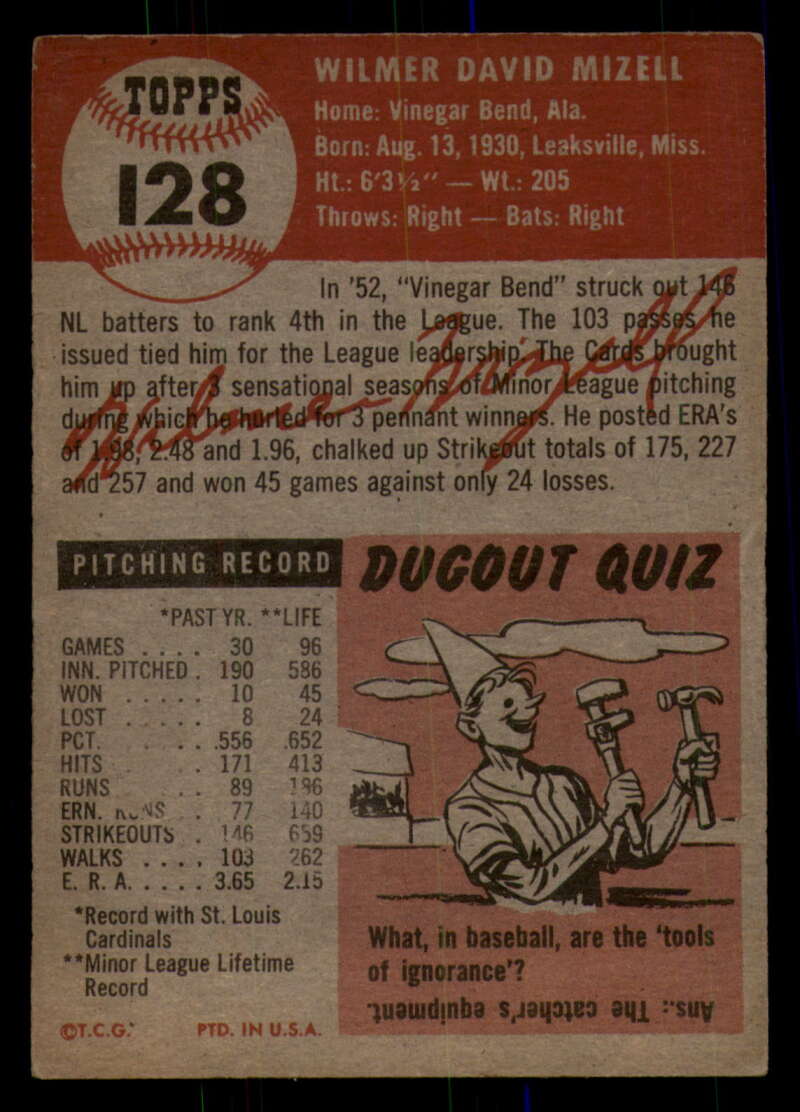 TOPPS
128
WILMER DAVID MIZELL
Home: Vinegar Bend, Ala.
Born: Aug. 13, 1930, Leaksville, Miss.
Ht.: 6'3½" — Wt.: 205
Throws: Right — Bats: Right
In '52, "Vinegar Bend" struck out 146
NL batters to rank 4th in the League. The 103 passes he
issued tied him for the League leadership. The Cards brought
him up after 3 sensational seasons of Minor League pitching
during which he hurled for 3 pennant winners. He posted ERA's
of 1.98, 2.48 and 1.96, chalked up Strikeout totals of 175, 227
and 257 and won 45 games against only 24 losses.
PITCHING RECORD
*PAST YR. **LIFE
GAMES .... 30 96
INN. PITCHED . 190 586
WON ..... 10 45
LOST ..... 8 24
PCT. . . . .556 .652
HITS . 171 413
RUNS . . 89 196
ERN. RUNS . 77 140
STRIKEOUTS . 146 659
WALKS .... 103 262
E. R. A. .... 3.65 2.15
*Record with St. Louis
Cardinals
**Minor League Lifetime
Record
©T.C.G. PTD. IN U.S.A.
DUGOUT QUIZ
What, in baseball, are the 'tools
of ignorance'?
Ans.: The catcher's equipment.